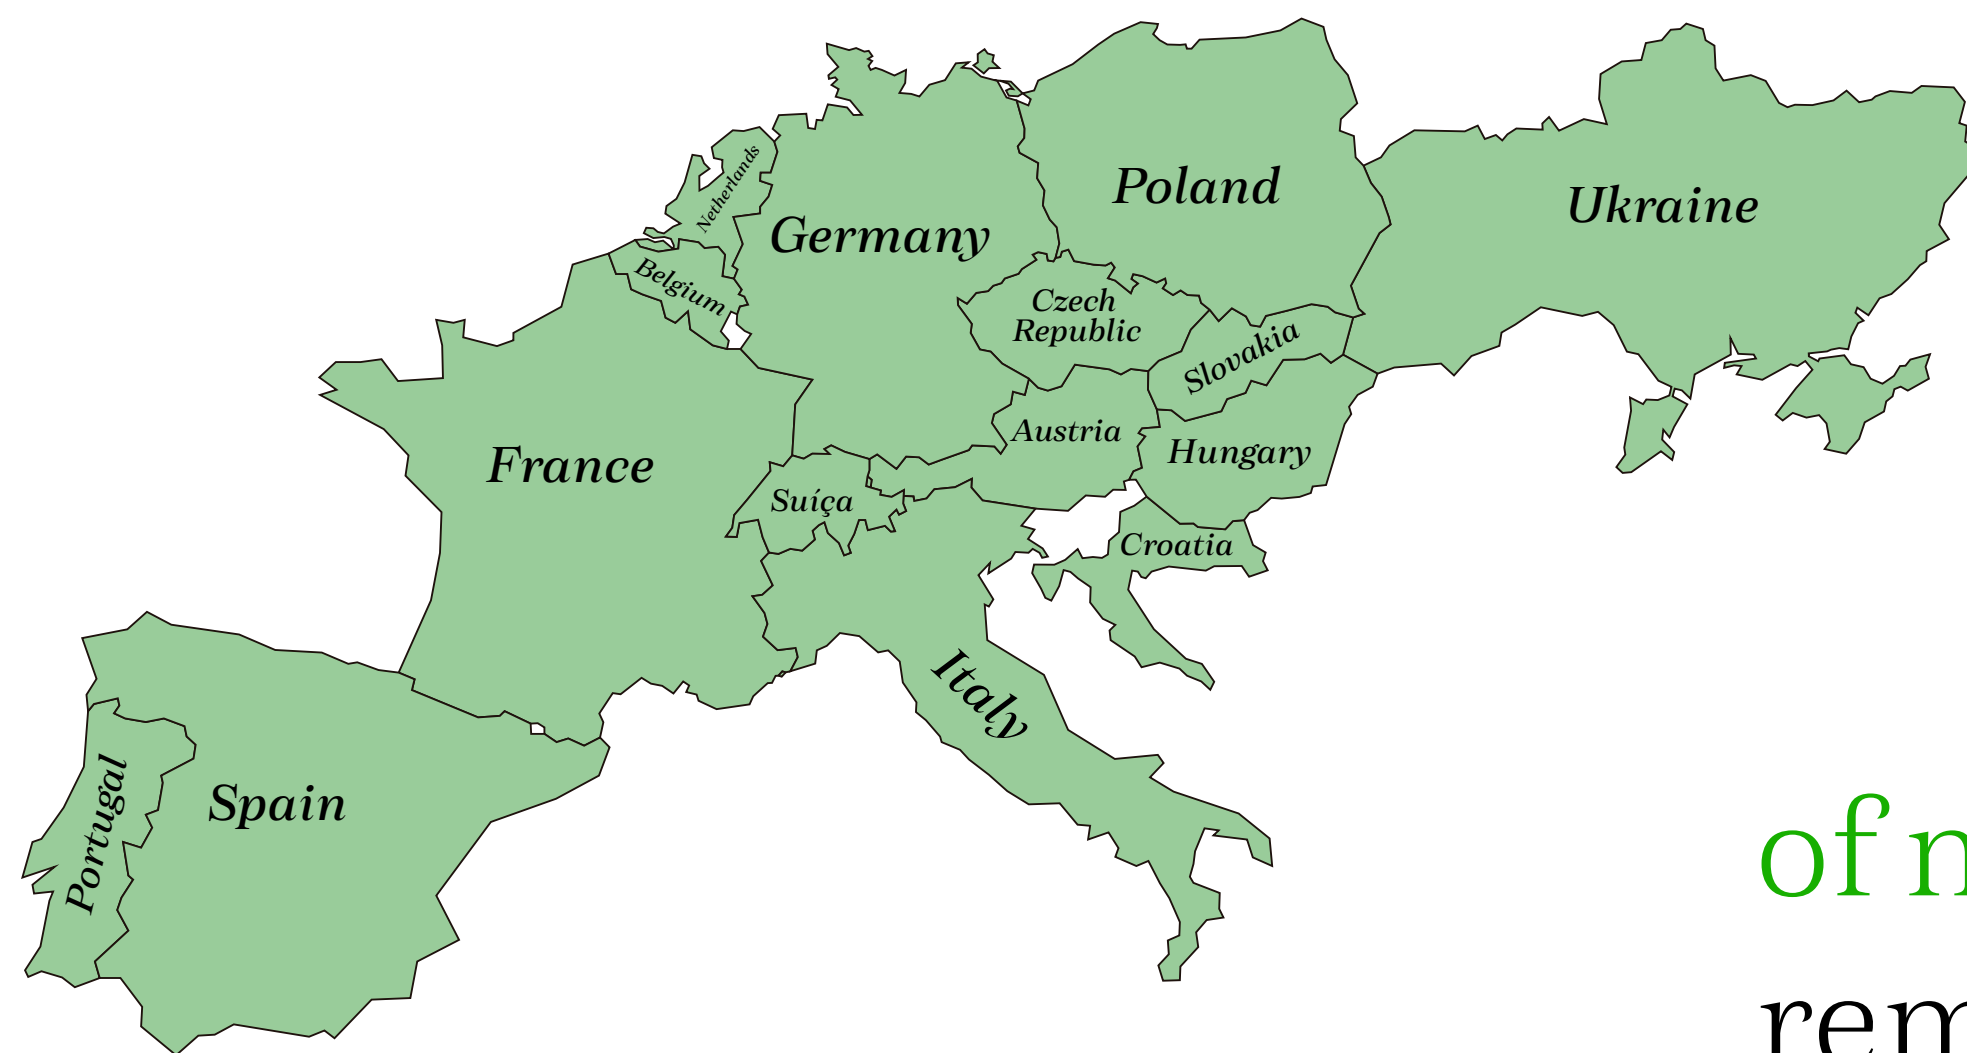 Netherlands
Poland
Ukraine
Germany
Belgium
Czech
Republic
Slovakia
Austria
Hungary
France
Suíça
Croatia
Italy
Portugal
Spain
of